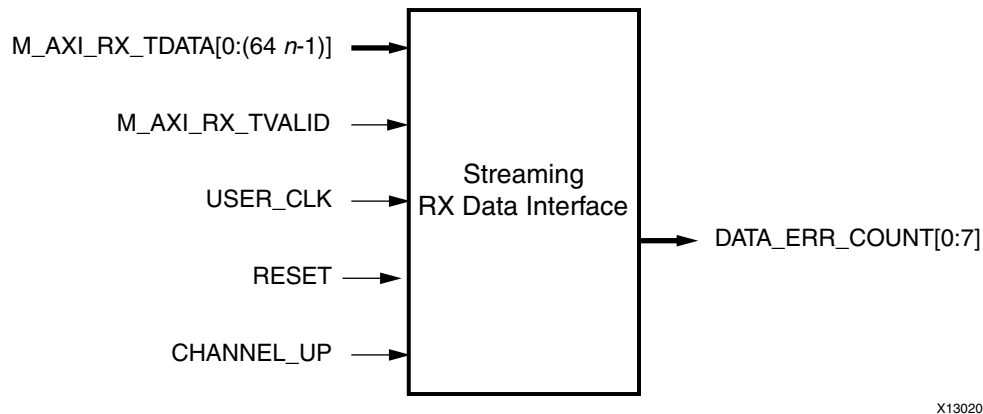 M_AXI_RX_TDATA[0:(64 n-1)]
M_AXI_RX_TVALID
USER_CLK
RESET
CHANNEL_UP
Streaming
RX Data Interface
DATA_ERR_COUNT[0:7]
X13020